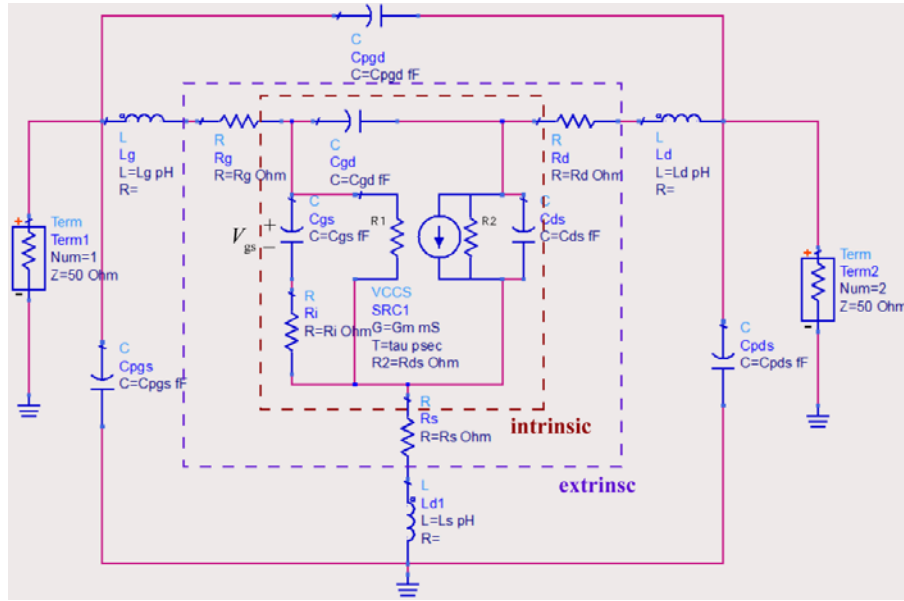 C
Cpgd
C=Cpgd fF
L
Lg
L=Lg pH
R=
R
Rg
R=Rg Ohm
C
Cgd
C=Cgd fF
R
Rd
R=Rd Ohm
L
Ld
L=Ld pH
R=
Term
Term1
Num=1
Z=50 Ohm
+
-
Vgs
+
−
C
Cgs
C=Cgs fF
R1
R2
C
Cds
C=Cds fF
Term
Term2
Num=2
Z=50 Ohm
+
-
R
Ri
R=Ri Ohm
VCCS
SRC1
G=Gm mS
T=tau psec
R2=Rds Ohm
C
Cpgs
C=Cpgs fF
C
Cpds
C=Cpds fF
R
Rs
R=Rs Ohm
intrinsic
extrinsc
L
Ld1
L=Ls pH
R=